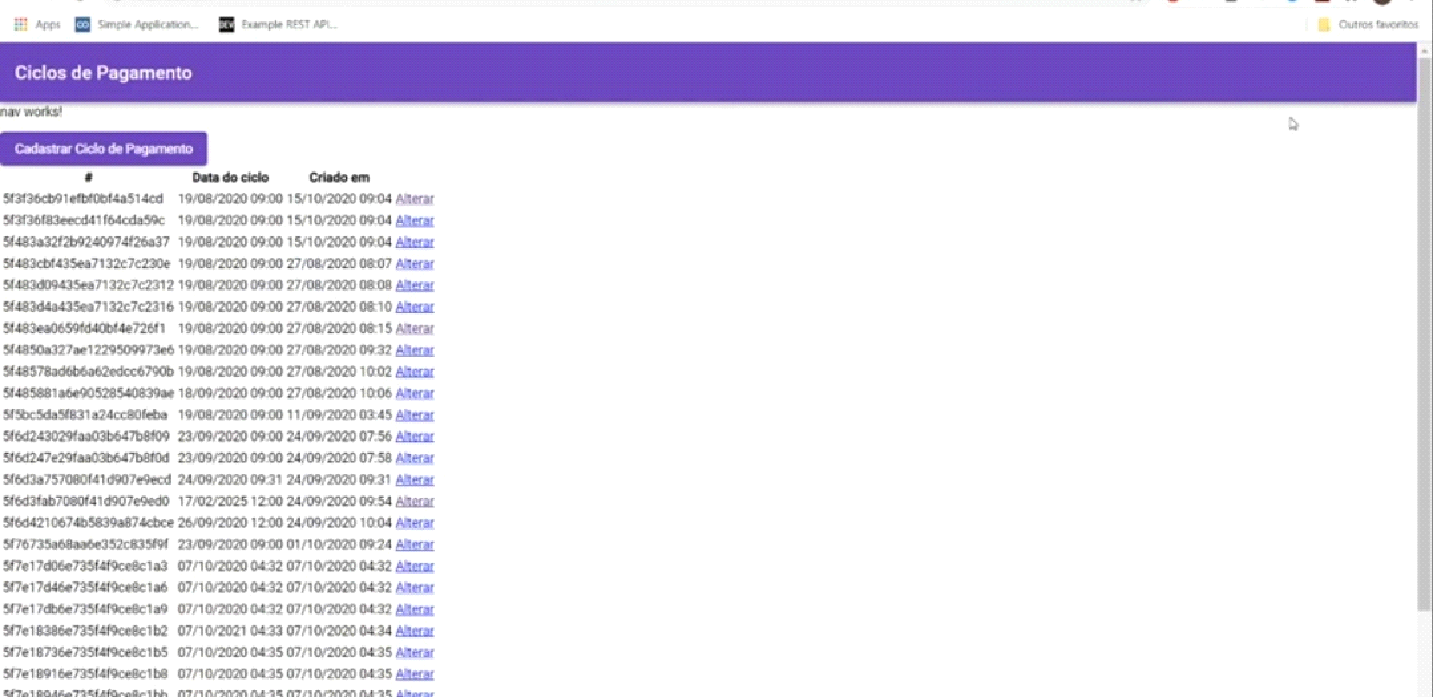 Apps Simple Application... DEV Example REST API... Outros favoritos
Ciclos de Pagamento
nav works!
Cadastrar Ciclo de Pagamento
# Data do ciclo Criado em
5f3f36cb91efbf0bf4a514cd 19/08/2020 09:00 15/10/2020 09:04 Alterar
5f3f36f83eecd41f64cda59c 19/08/2020 09:00 15/10/2020 09:04 Alterar
5f483a32f2b9240974f26a37 19/08/2020 09:00 15/10/2020 09:04 Alterar
5f483cbf435ea7132c7c230e 19/08/2020 09:00 27/08/2020 08:07 Alterar
5f483d09435ea7132c7c2312 19/08/2020 09:00 27/08/2020 08:08 Alterar
5f483d4a435ea7132c7c2316 19/08/2020 09:00 27/08/2020 08:10 Alterar
5f483ea0659fd40bf4e726f1 19/08/2020 09:00 27/08/2020 08:15 Alterar
5f4850a327ae1229509973e6 19/08/2020 09:00 27/08/2020 09:32 Alterar
5f48578ad6b6a62edcc6790b 19/08/2020 09:00 27/08/2020 10:02 Alterar
5f485881a6e90528540839ae 18/09/2020 09:00 27/08/2020 10:06 Alterar
5f5bc5da5f831a24cc80feba 19/08/2020 09:00 11/09/2020 03:45 Alterar
5f6d243029faa03b647b8f09 23/09/2020 09:00 24/09/2020 07:56 Alterar
5f6d247e29faa03b647b8f0d 23/09/2020 09:00 24/09/2020 07:58 Alterar
5f6d3a757080f41d907e9ecd 24/09/2020 09:31 24/09/2020 09:31 Alterar
5f6d3fab7080f41d907e9ed0 17/02/2025 12:00 24/09/2020 09:54 Alterar
5f6d4210674b5839a874cbce 26/09/2020 12:00 24/09/2020 10:04 Alterar
5f76735a68aa6e352c835f9f 23/09/2020 09:00 01/10/2020 09:24 Alterar
5f7e17d06e735f4f9ce8c1a3 07/10/2020 04:32 07/10/2020 04:32 Alterar
5f7e17d46e735f4f9ce8c1a6 07/10/2020 04:32 07/10/2020 04:32 Alterar
5f7e17db6e735f4f9ce8c1a9 07/10/2020 04:32 07/10/2020 04:32 Alterar
5f7e18386e735f4f9ce8c1b2 07/10/2021 04:33 07/10/2020 04:34 Alterar
5f7e18736e735f4f9ce8c1b5 07/10/2020 04:35 07/10/2020 04:35 Alterar
5f7e18916e735f4f9ce8c1b8 07/10/2020 04:35 07/10/2020 04:35 Alterar
5f7e18946e735f4f9ce8c1bb 07/10/2020 04:35 07/10/2020 04:35 Alterar